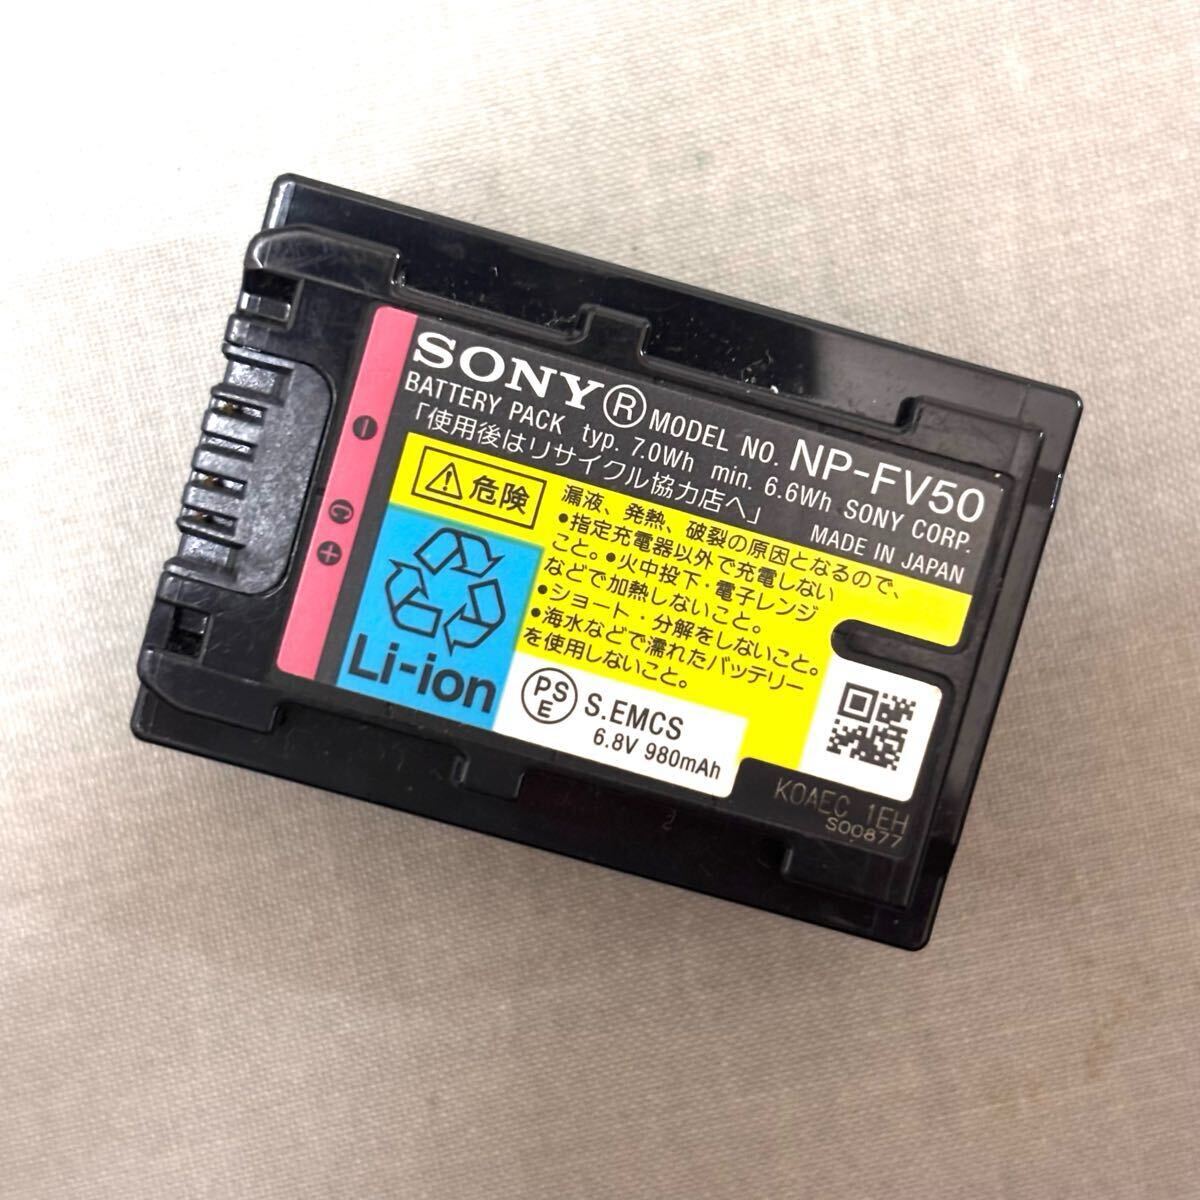 SONY® MODEL NO. NP-FV50
BATTERY PACK typ. 7.0Wh min. 6.6Wh SONY CORP.
「使用後はリサイクル協力店へ」 MADE IN JAPAN
危険
漏液、発熱、破裂の原因となるので、
•指定充電器以外で充電しない
こと。•火中投下・電子レンジ
などで加熱しないこと。
•ショート・分解をしないこと。
•海水などで濡れたバッテリー
を使用しないこと。
- C +
Li-ion
PSE S.EMCS
6.8V 980mAh
KOAEC 1EH
S00877